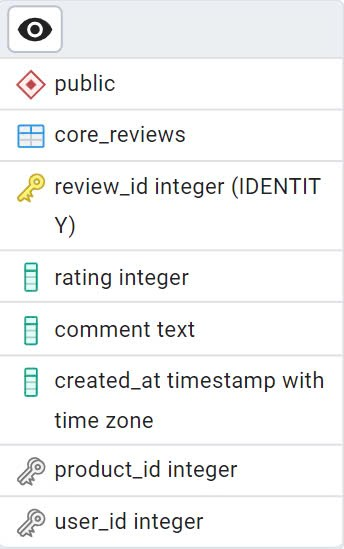 public
core_reviews
review_id integer (IDENTIT
Y)
rating integer
comment text
created_at timestamp with
time zone
product_id integer
user_id integer